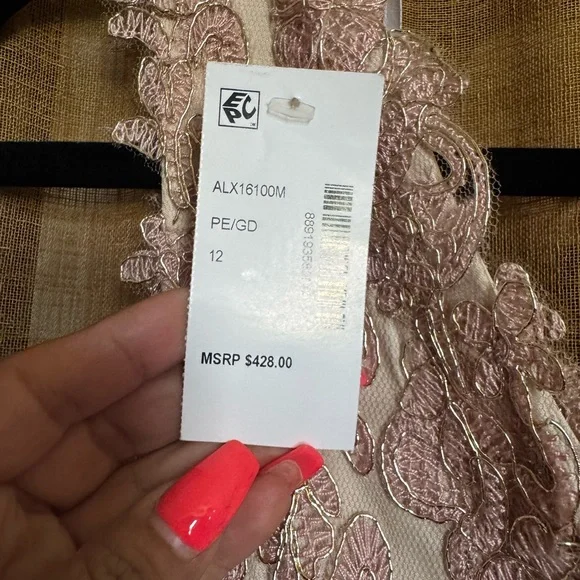 EPC
ALX16100M
PE/GD
12
MSRP $428.00